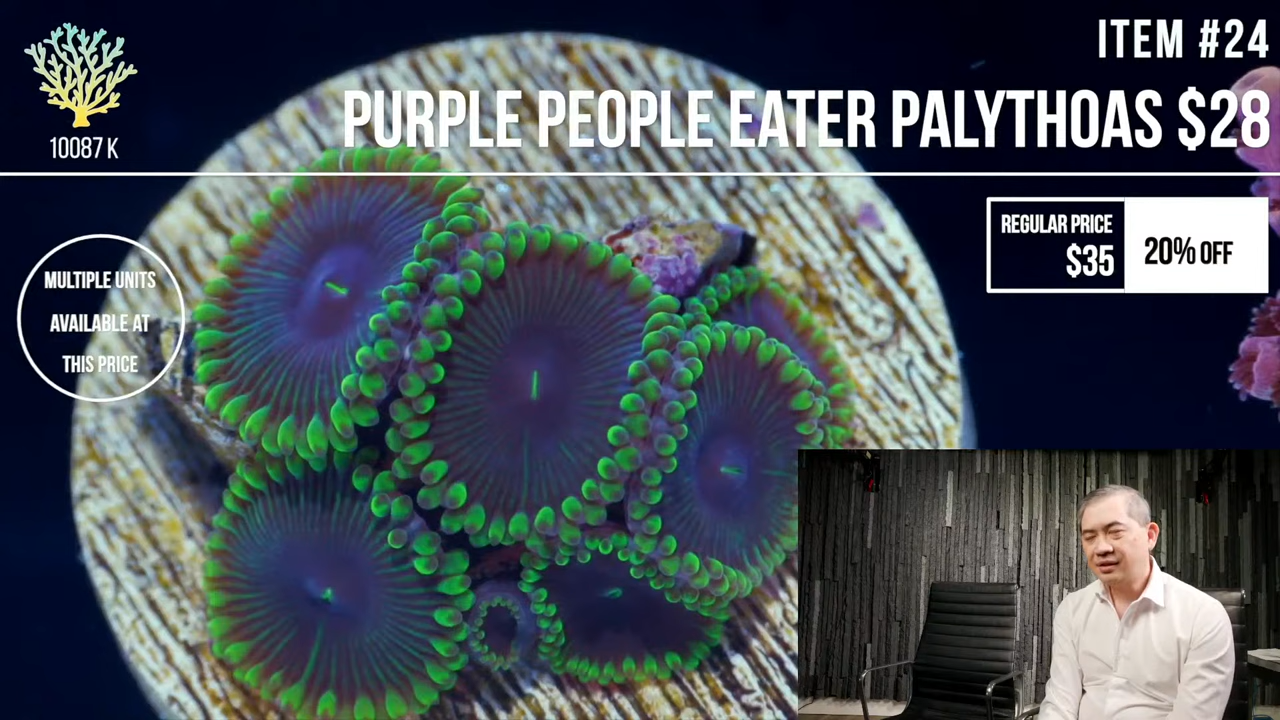 ITEM #24
PURPLE PEOPLE EATER PALYTHOAS $28
10087 K
REGULAR PRICE
$35
20% OFF
MULTIPLE UNITS
AVAILABLE AT
THIS PRICE